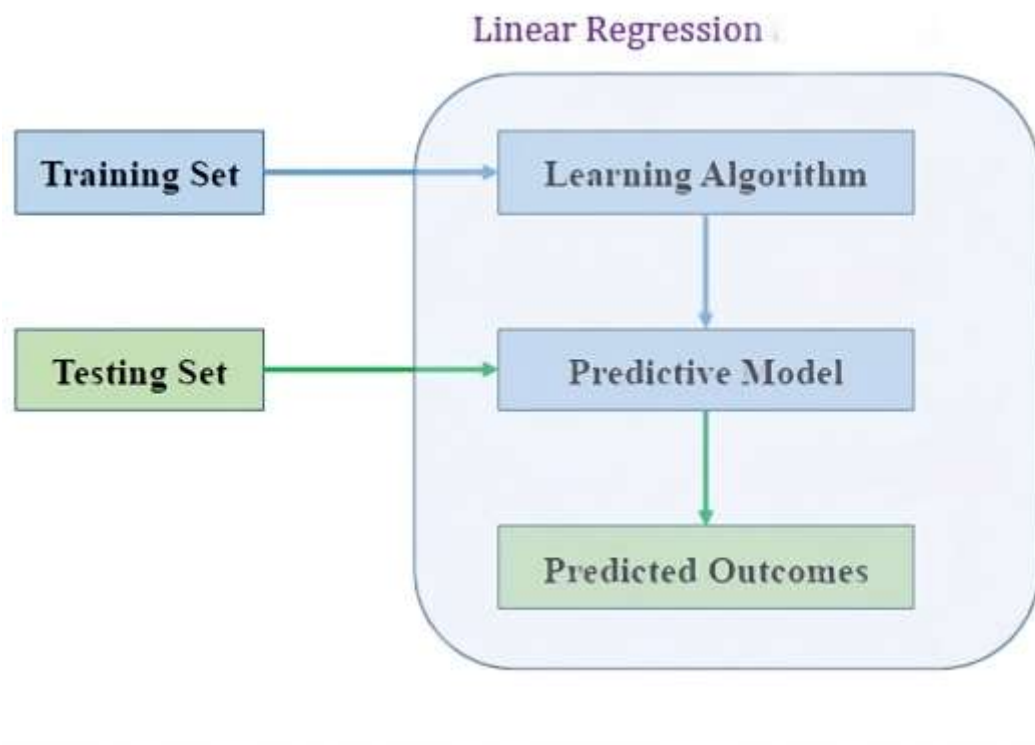 Linear Regression
Training Set
Learning Algorithm
Testing Set
Predictive Model
Predicted Outcomes